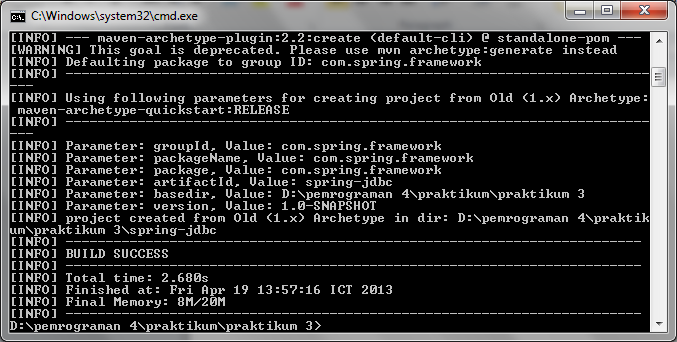 C:\Windows\system32\cmd.exe
[INFO] --- maven-archetype-plugin:2.2:create (default-cli) @ standalone-pom ---
[WARNING] This goal is deprecated. Please use mvn archetype:generate instead
[INFO] Defaulting package to group ID: com.spring.framework
[INFO] -------------------------------------------------------------------------
---
[INFO] Using following parameters for creating project from Old (1.x) Archetype:
 maven-archetype-quickstart:RELEASE
[INFO] -------------------------------------------------------------------------
---
[INFO] Parameter: groupId, Value: com.spring.framework
[INFO] Parameter: packageName, Value: com.spring.framework
[INFO] Parameter: package, Value: com.spring.framework
[INFO] Parameter: artifactId, Value: spring-jdbc
[INFO] Parameter: basedir, Value: D:\pemrograman 4\praktikum\praktikum 3
[INFO] Parameter: version, Value: 1.0-SNAPSHOT
[INFO] project created from Old (1.x) Archetype in dir: D:\pemrograman 4\praktik
um\praktikum 3\spring-jdbc
[INFO] ------------------------------------------------------------------------
[INFO] BUILD SUCCESS
[INFO] ------------------------------------------------------------------------
[INFO] Total time: 2.680s
[INFO] Finished at: Fri Apr 19 13:57:16 ICT 2013
[INFO] Final Memory: 8M/20M
[INFO] ------------------------------------------------------------------------
D:\pemrograman 4\praktikum\praktikum 3>